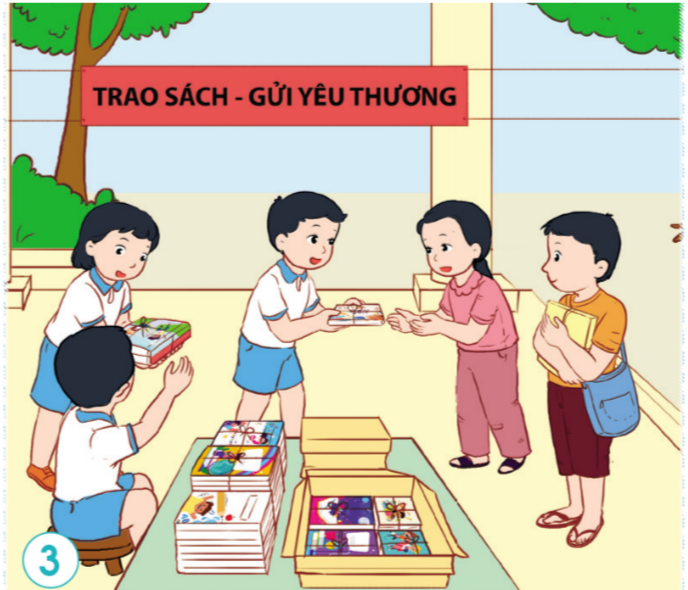 TRAO SÁCH - GỬI YÊU THƯƠNG
3